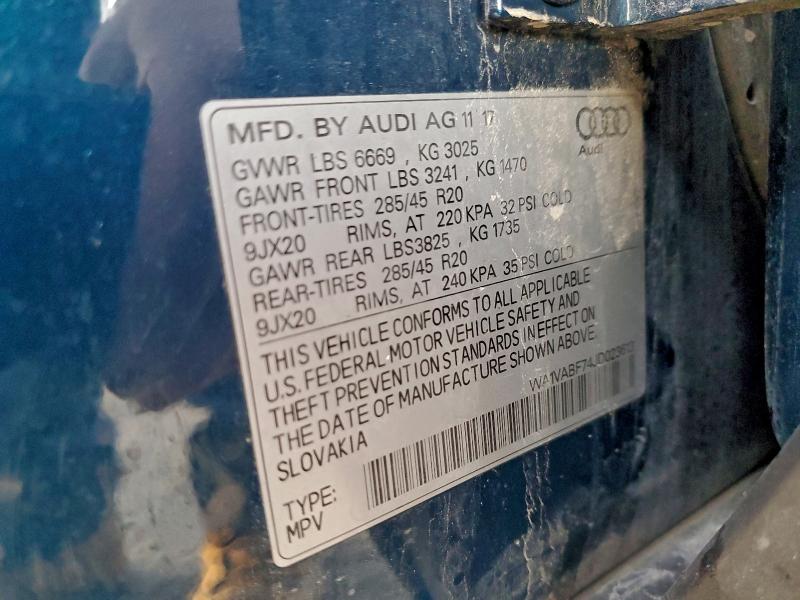 MFD. BY AUDI AG 11 17
Audi
GVWR LBS 6669 , KG 3025
GAWR FRONT LBS 3241 , KG 1470
FRONT-TIRES 285/45 R20
9JX20 RIMS, AT 220 KPA 32 PSI COLD
GAWR REAR LBS3825 , KG 1735
REAR-TIRES 285/45 R20
9JX20 RIMS, AT 240 KPA 35 PSI COLD
THIS VEHICLE CONFORMS TO ALL APPLICABLE
U.S. FEDERAL MOTOR VEHICLE SAFETY AND
THEFT PREVENTION STANDARDS IN EFFECT ON
THE DATE OF MANUFACTURE SHOWN ABOVE.
SLOVAKIA
TYPE:
MPV